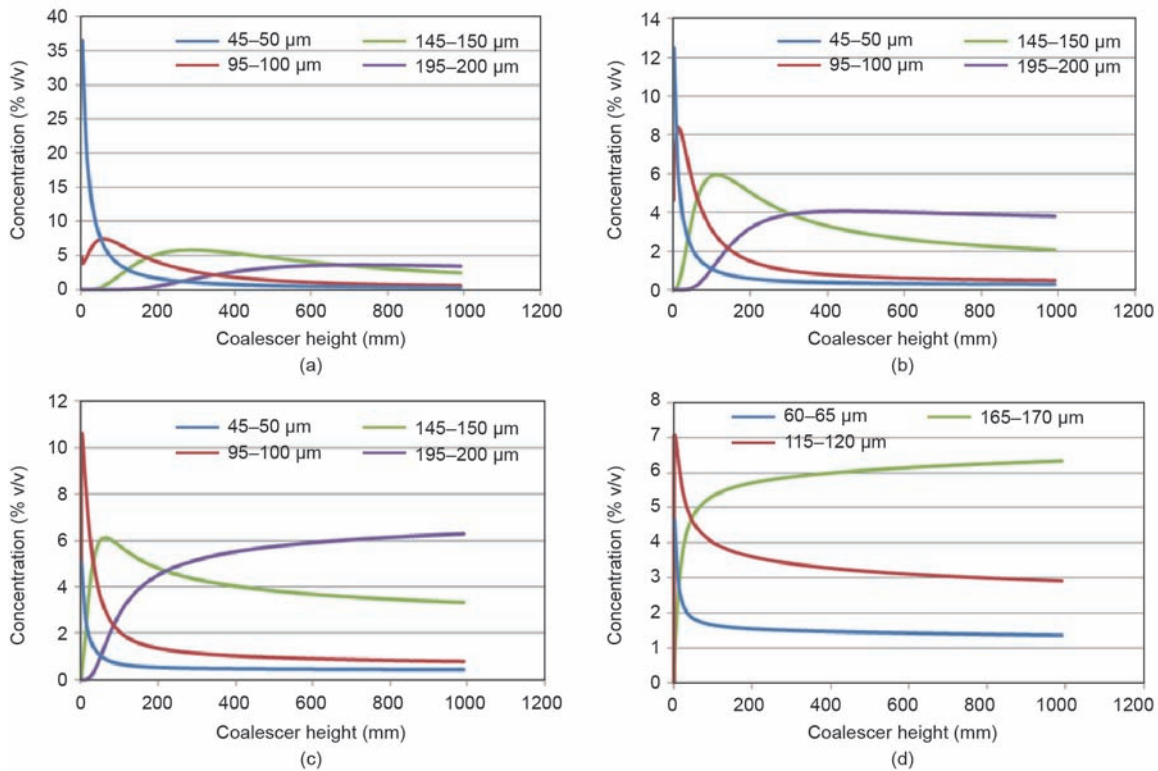 40
35
30
25
20
15
10
5
0
Concentration (% v/v)
45–50 μm
145–150 μm
95–100 μm
195–200 μm
0 200 400 600 800 1000 1200
Coalescer height (mm)
(a)
14
12
10
8
6
4
2
0
Concentration (% v/v)
45–50 μm
145–150 μm
95–100 μm
195–200 μm
0 200 400 600 800 1000 1200
Coalescer height (mm)
(b)
12
10
8
6
4
2
0
Concentration (% v/v)
45–50 μm
145–150 μm
95–100 μm
195–200 μm
0 200 400 600 800 1000 1200
Coalescer height (mm)
(c)
8
7
6
5
4
3
2
1
0
Concentration (% v/v)
60–65 μm
165–170 μm
115–120 μm
0 200 400 600 800 1000 1200
Coalescer height (mm)
(d)